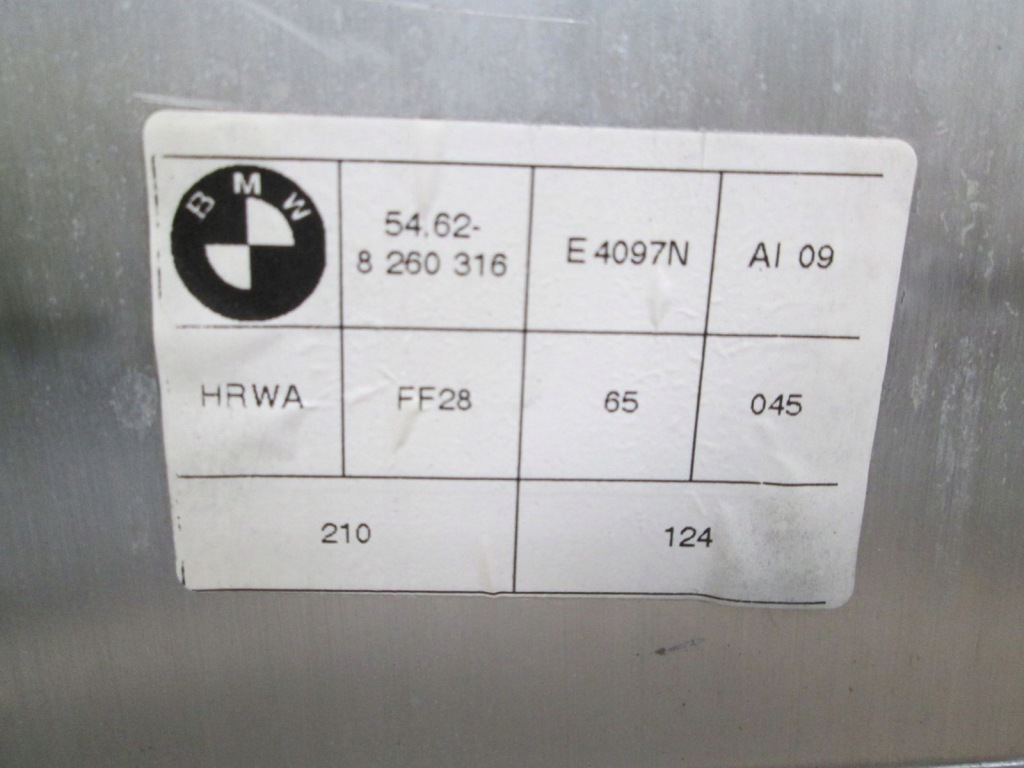 BMW
54.62-
8 260 316
E 4097N
AI 09
HRWA
FF28
65
045
210
124